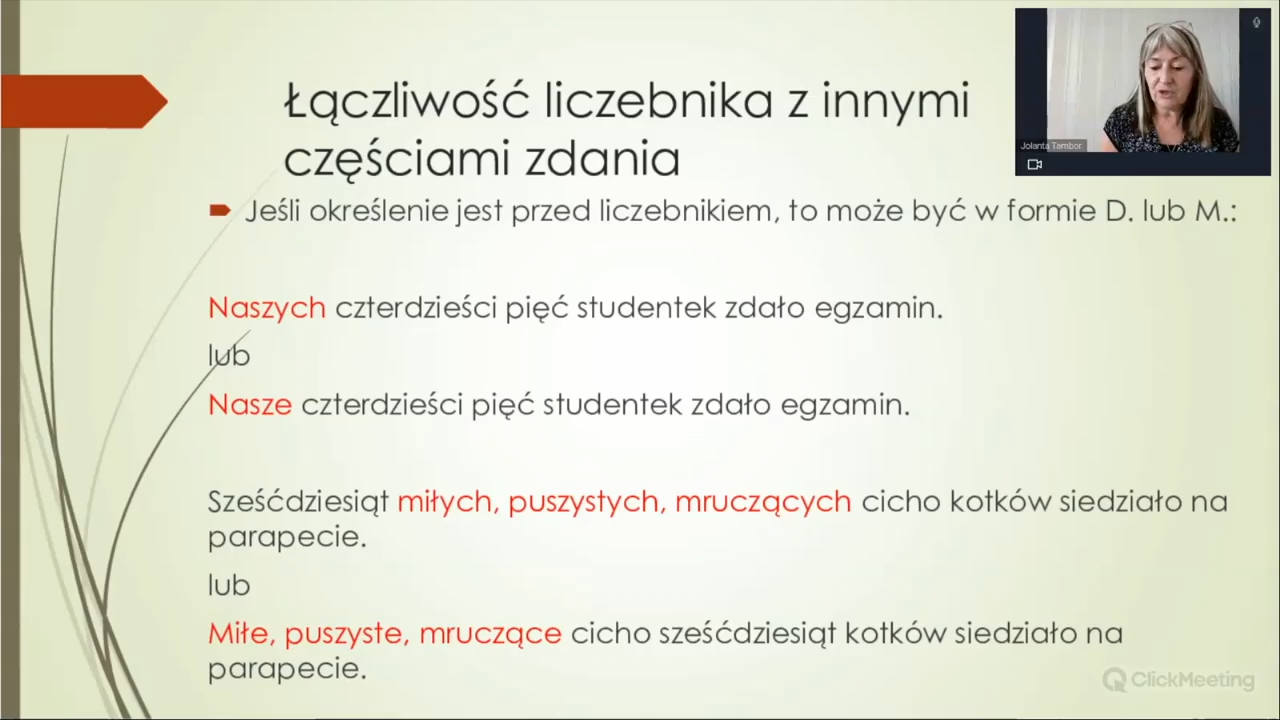 Łączliwość liczebnika z innymi
częściami zdania
Jeśli określenie jest przed liczebnikiem, to może być w formie D. lub M.:
Naszych czterdzieści pięć studentek zdało egzamin.
lub
Nasze czterdzieści pięć studentek zdało egzamin.
Sześćdziesiąt miłych, puszystych, mruczących cicho kotków siedziało na
parapecie.
lub
Miłe, puszyste, mruczące cicho sześćdziesiąt kotków siedziało na
parapecie.
Jolanta Tambor
ClickMeeting